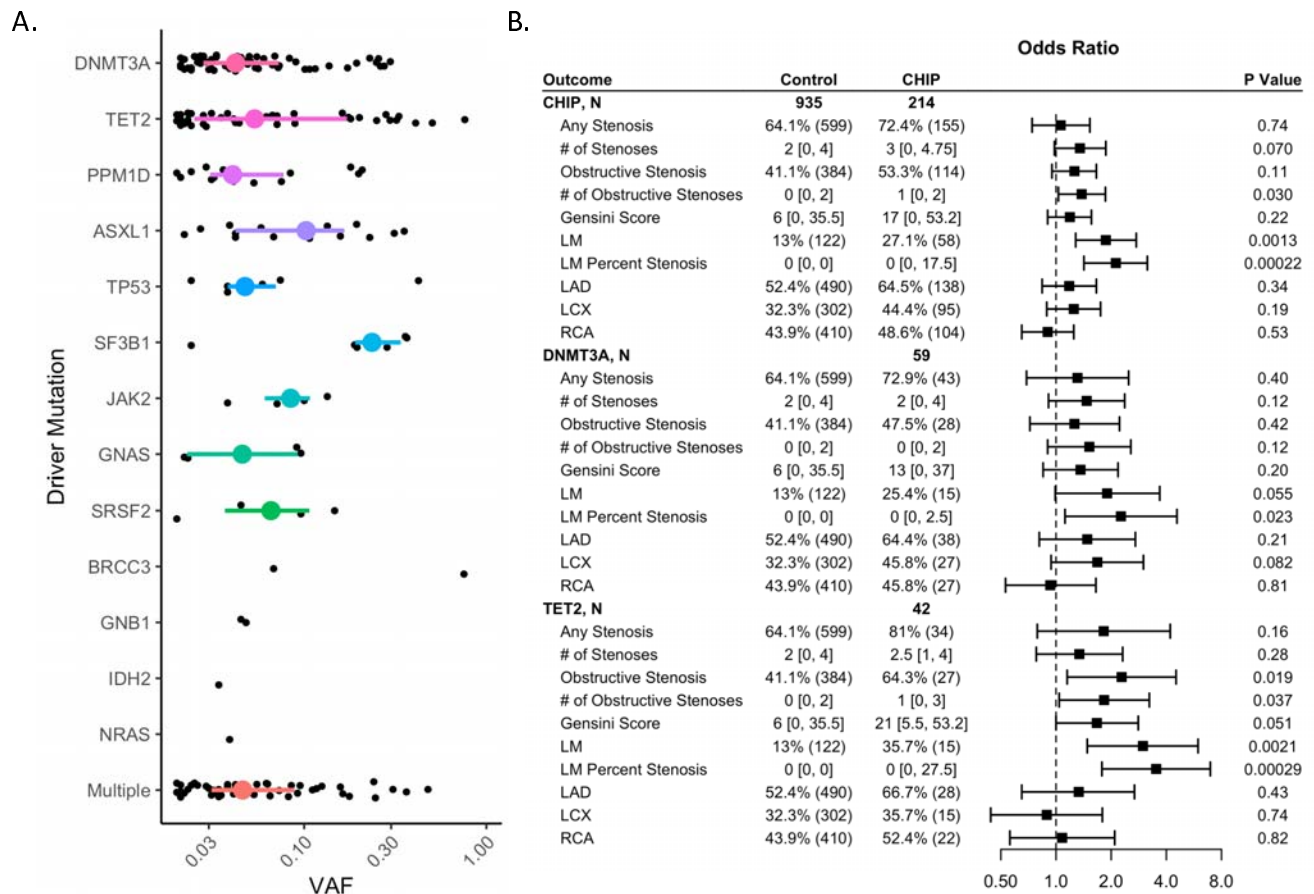 A.
DNMT3A
TET2
PPM1D
ASXL1
TP53
SF3B1
JAK2
GNAS
SRSF2
BRCC3
GNB1
IDH2
NRAS
Multiple
Driver Mutation
0.03 0.10 0.30 1.00
VAF
B.
Odds Ratio
Outcome Control CHIP P Value
CHIP, N 935 214
Any Stenosis 64.1% (599) 72.4% (155) 0.74
# of Stenoses 2 [0, 4] 3 [0, 4.75] 0.070
Obstructive Stenosis 41.1% (384) 53.3% (114) 0.11
# of Obstructive Stenoses 0 [0, 2] 1 [0, 2] 0.030
Gensini Score 6 [0, 35.5] 17 [0, 53.2] 0.22
LM 13% (122) 27.1% (58) 0.0013
LM Percent Stenosis 0 [0, 0] 0 [0, 17.5] 0.00022
LAD 52.4% (490) 64.5% (138) 0.34
LCX 32.3% (302) 44.4% (95) 0.19
RCA 43.9% (410) 48.6% (104) 0.53
DNMT3A, N 59
Any Stenosis 64.1% (599) 72.9% (43) 0.40
# of Stenoses 2 [0, 4] 2 [0, 4] 0.12
Obstructive Stenosis 41.1% (384) 47.5% (28) 0.42
# of Obstructive Stenoses 0 [0, 2] 0 [0, 2] 0.12
Gensini Score 6 [0, 35.5] 13 [0, 37] 0.20
LM 13% (122) 25.4% (15) 0.055
LM Percent Stenosis 0 [0, 0] 0 [0, 2.5] 0.023
LAD 52.4% (490) 64.4% (38) 0.21
LCX 32.3% (302) 45.8% (27) 0.082
RCA 43.9% (410) 45.8% (27) 0.81
TET2, N 42
Any Stenosis 64.1% (599) 81% (34) 0.16
# of Stenoses 2 [0, 4] 2.5 [1, 4] 0.28
Obstructive Stenosis 41.1% (384) 64.3% (27) 0.019
# of Obstructive Stenoses 0 [0, 2] 1 [0, 3] 0.037
Gensini Score 6 [0, 35.5] 21 [5.5, 53.2] 0.051
LM 13% (122) 35.7% (15) 0.0021
LM Percent Stenosis 0 [0, 0] 0 [0, 27.5] 0.00029
LAD 52.4% (490) 66.7% (28) 0.43
LCX 32.3% (302) 35.7% (15) 0.74
RCA 43.9% (410) 52.4% (22) 0.82
0.50 1.0 2.0 4.0 8.0